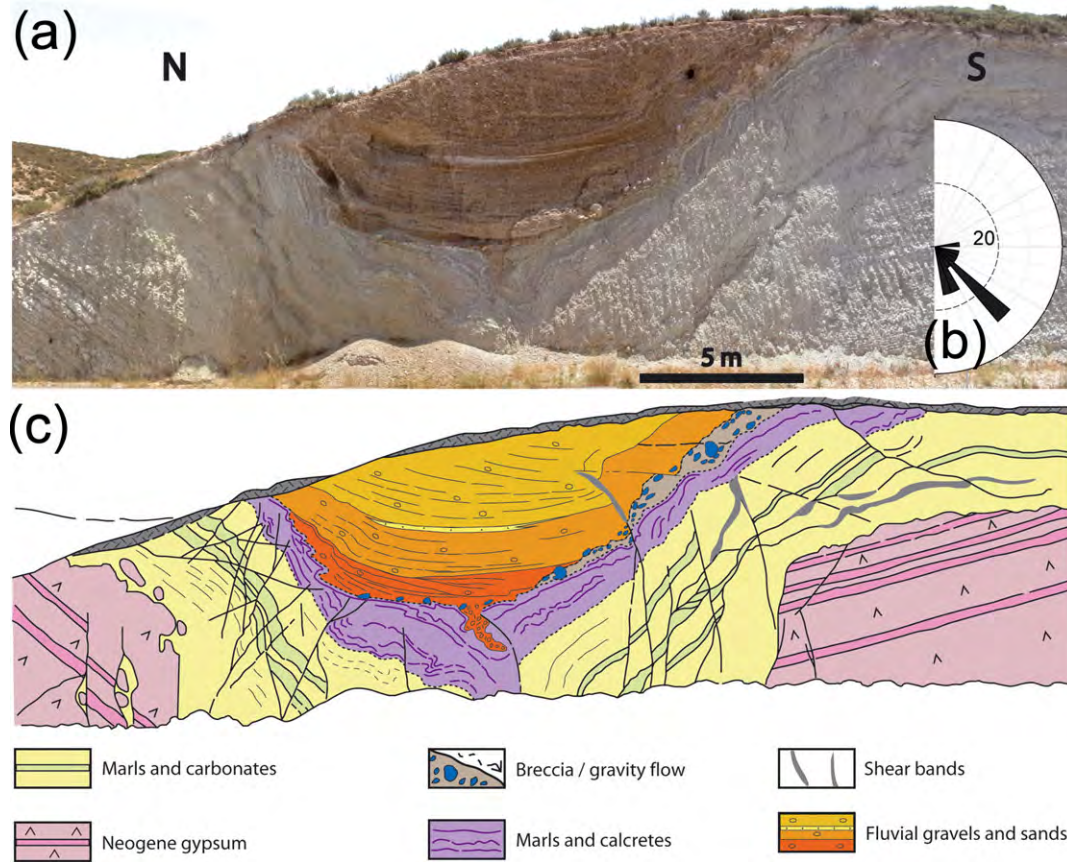 (a)
N
S
20
(b)
5 m
(c)
Marls and carbonates
Breccia / gravity flow
Shear bands
Neogene gypsum
Marls and calcretes
Fluvial gravels and sands